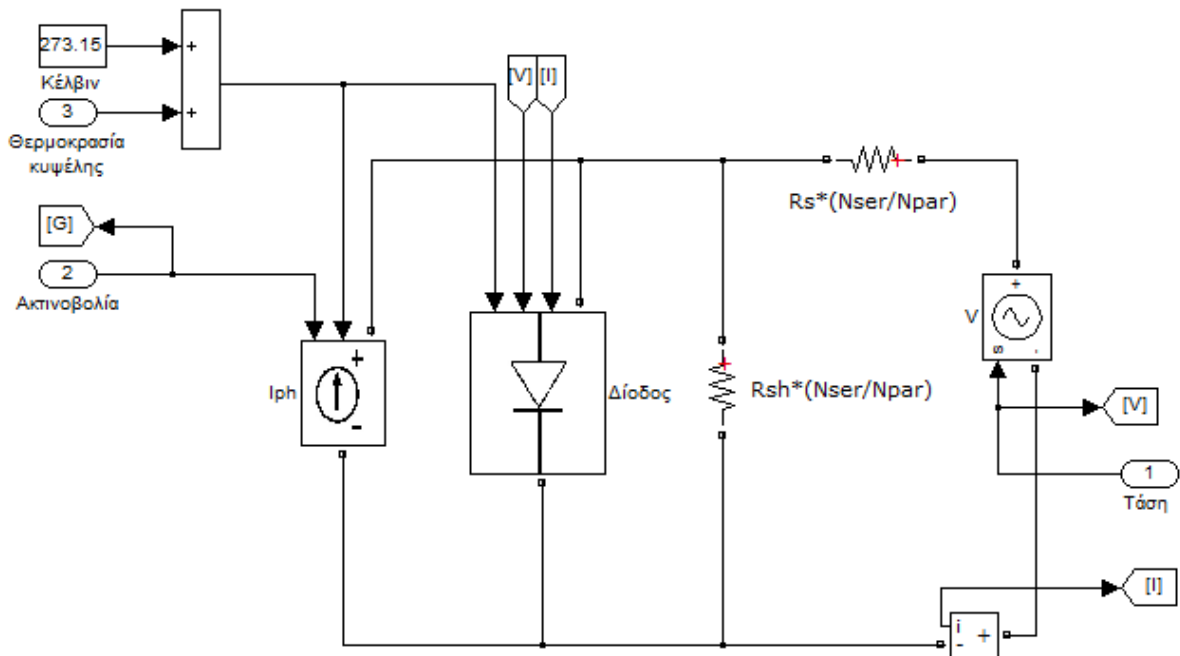 273.15
Κέλβιν
3
Θερμοκρασία
κυψέλης
[G]
2
Ακτινοβολία
+
+
[V] [I]
Iph
+
-
Δίοδος
Rs*(Nser/Npar)
Rsh*(Nser/Npar)
V
+
s
-
[V]
1
Τάση
[I]
i
- +